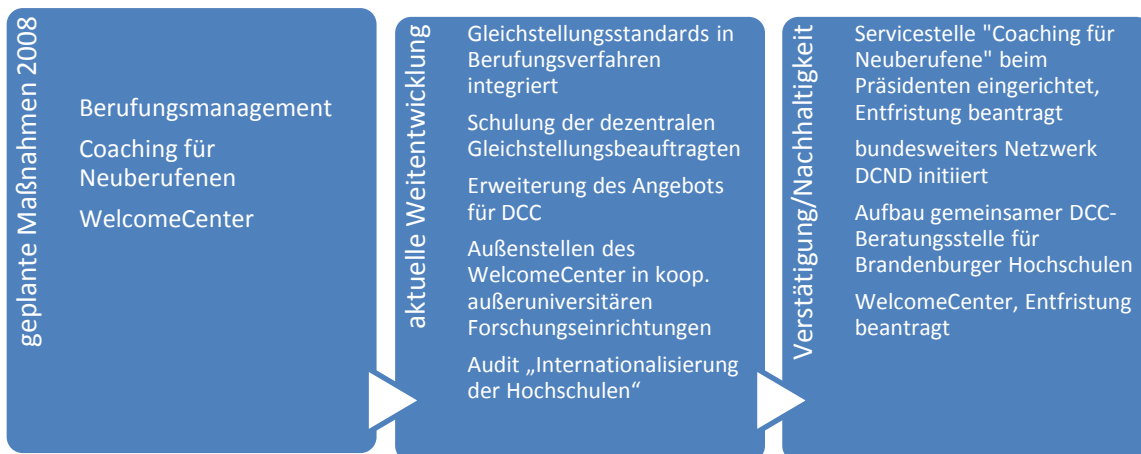 geplante Maßnahmen 2008
Berufungsmanagement
Coaching für
Neuberufenen
WelcomeCenter
aktuelle Weitentwicklung
Gleichstellungsstandards in
Berufungsverfahren
integriert
Schulung der dezentralen
Gleichstellungsbeauftragten
Erweiterung des Angebots
für DCC
Außenstellen des
WelcomeCenter in koop.
außeruniversitären
Forschungseinrichtungen
Audit „Internationalisierung
der Hochschulen“
Verstätigung/Nachhaltigkeit
Servicestelle "Coaching für
Neuberufene" beim
Präsidenten eingerichtet,
Entfristung beantragt
bundesweiters Netzwerk
DCND initiiert
Aufbau gemeinsamer DCC-
Beratungsstelle für
Brandenburger Hochschulen
WelcomeCenter, Entfristung
beantragt